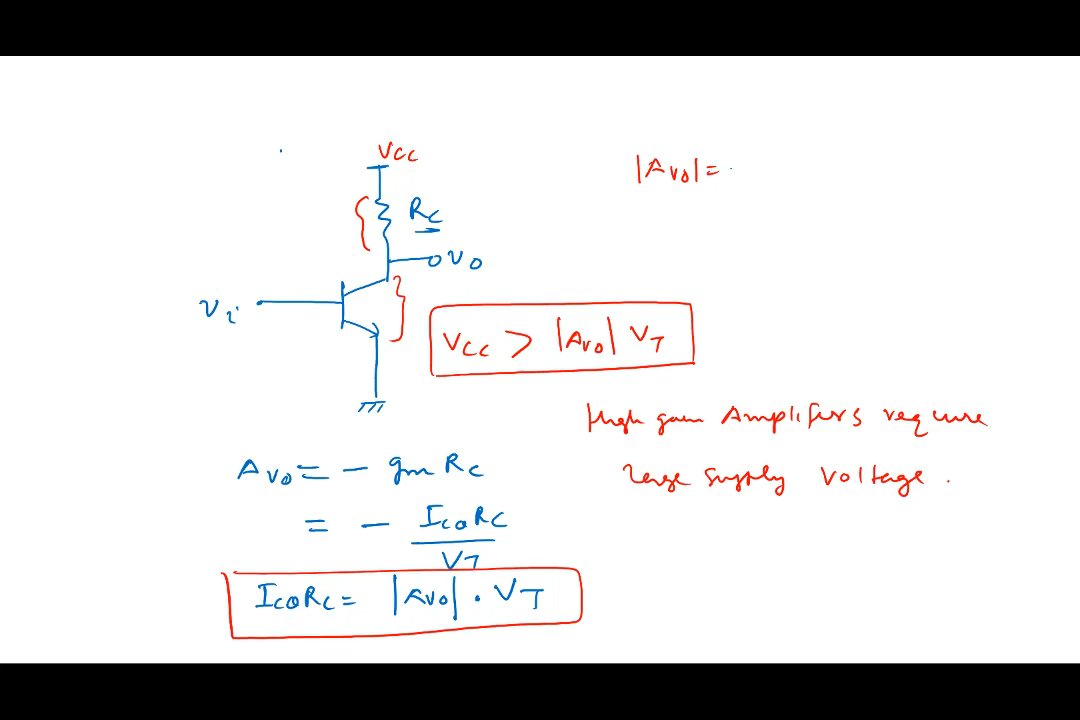 VCC
|Avo| =
RC
vo
vi
VCC > |Avo| VT
High gain Amplifiers require
large supply voltage.
Avo = - gm RC
= - ICORC / VT
ICORC = |Avo| . VT